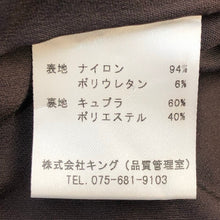 表地 ナイロン 94%
ポリウレタン 6%
裏地 キュプラ 60%
ポリエステル 40%
株式会社キング（品質管理室）
TEL.075-681-9103